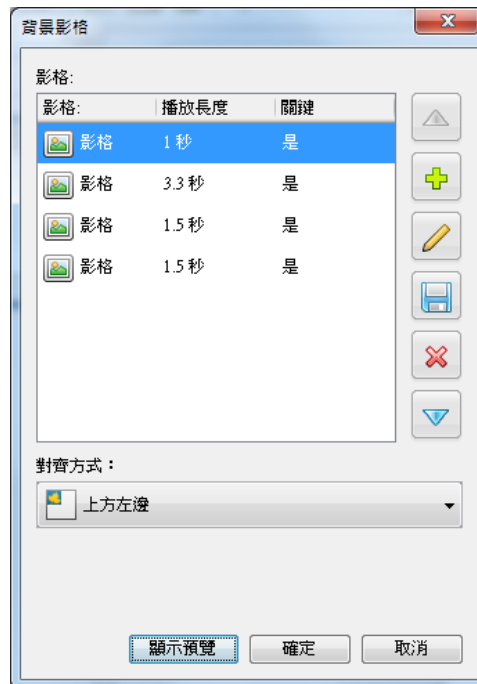 背景影格
影格:
影格: 播放長度 關鍵
影格 1 秒 是
影格 3.3 秒 是
影格 1.5 秒 是
影格 1.5 秒 是
對齊方式：
上方左邊
顯示預覽 確定 取消